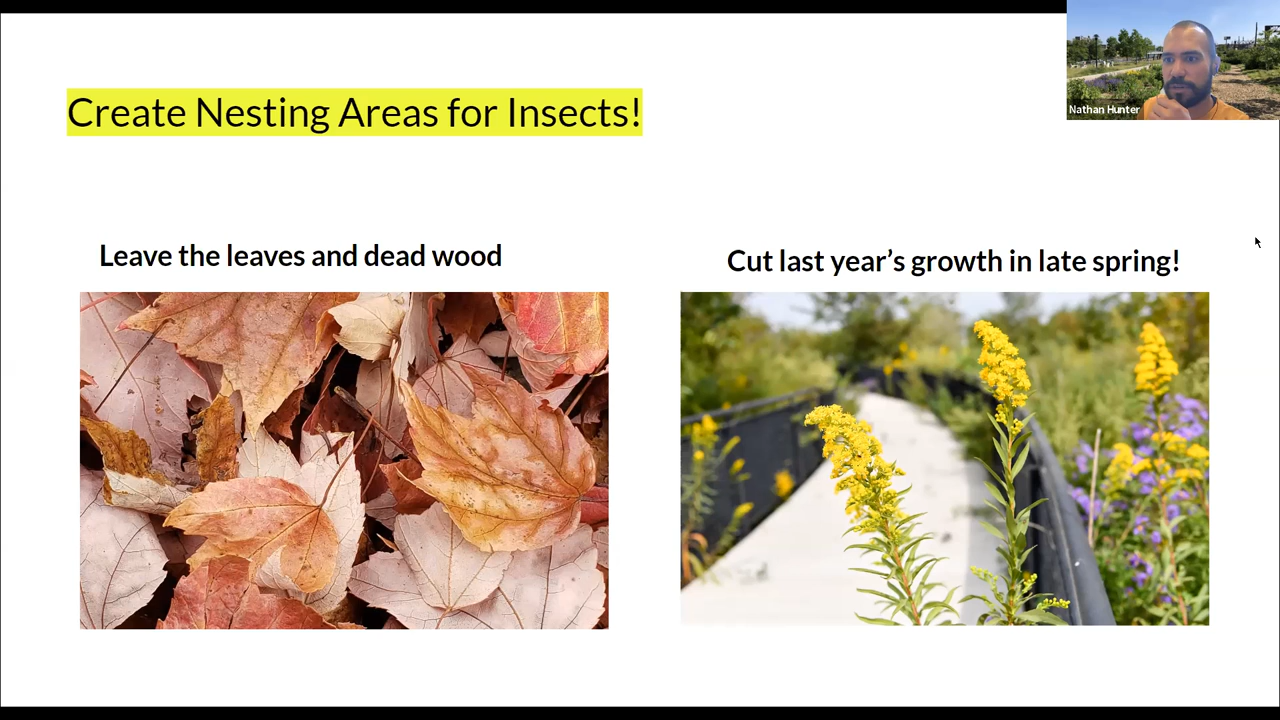 Create Nesting Areas for Insects!
Nathan Hunter
Leave the leaves and dead wood
Cut last year’s growth in late spring!